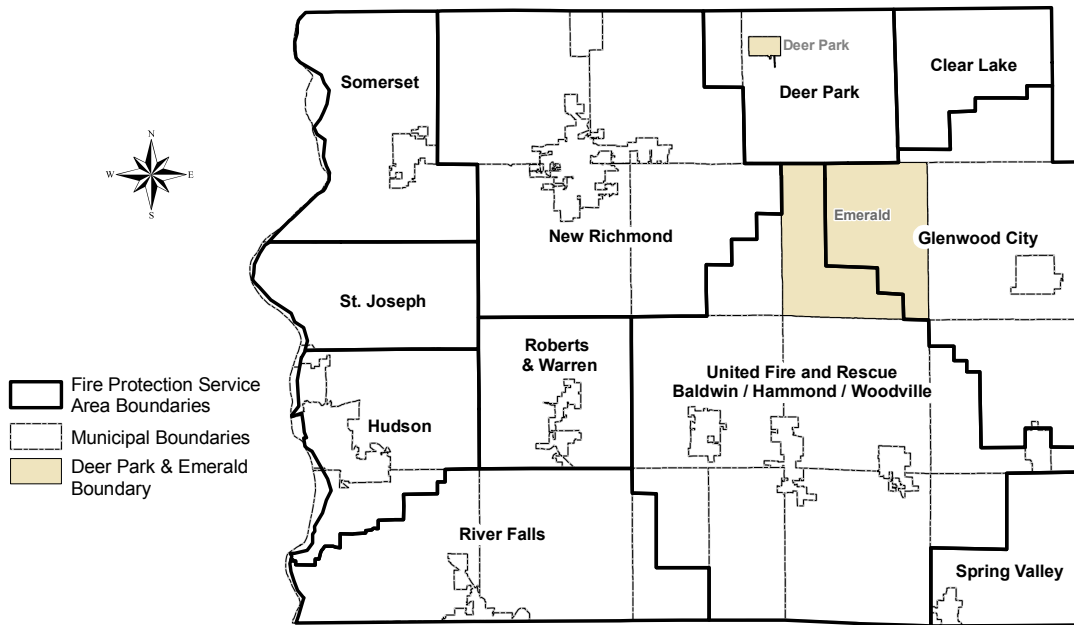 Deer Park
Clear Lake
Somerset
Deer Park
N
W
E
S
Emerald
New Richmond
Glenwood City
St. Joseph
Roberts
& Warren
United Fire and Rescue
Baldwin / Hammond / Woodville
Fire Protection Service
Area Boundaries
Hudson
Municipal Boundaries
Deer Park & Emerald
Boundary
River Falls
Spring Valley